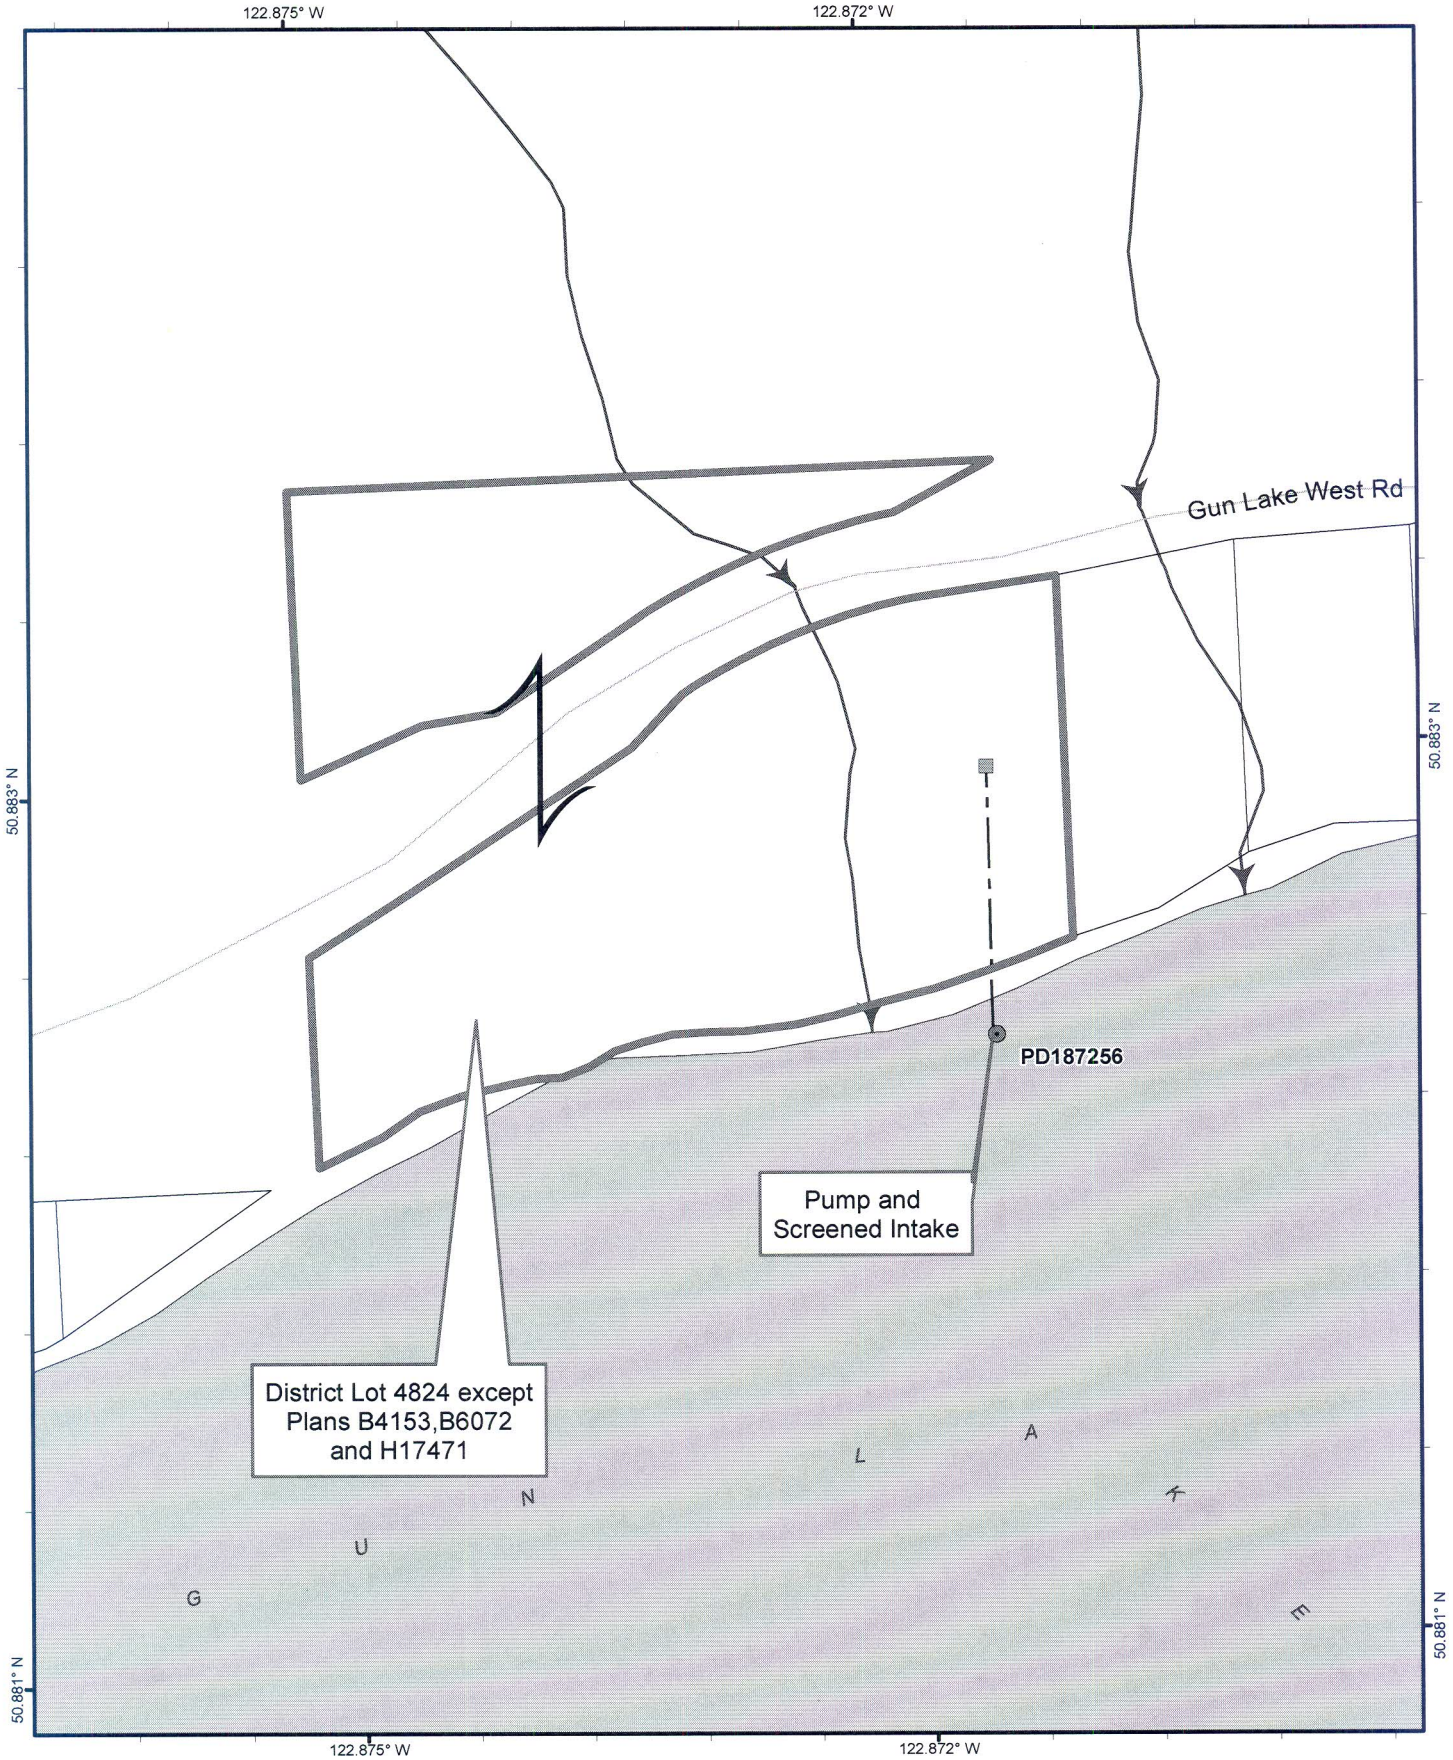 122.875° W
122.872° W
Gun Lake West Rd
50.883° N
50.883° N
PD187256
Pump and
Screened Intake
District Lot 4824 except
Plans B4153,B6072
and H17471
G U N L A K E
50.881° N
50.881° N
122.875° W
122.872° W